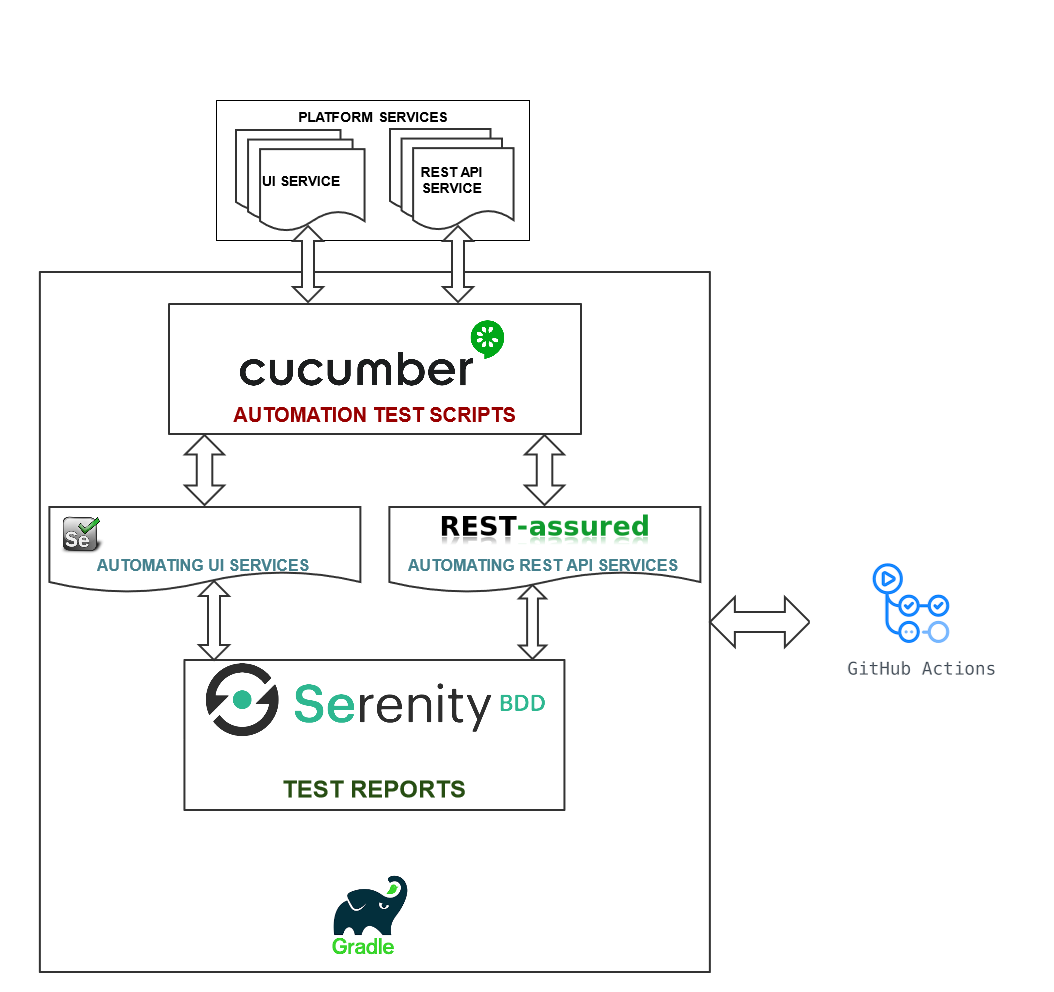 PLATFORM SERVICES
UI SERVICE
REST API
SERVICE
cucumber
AUTOMATION TEST SCRIPTS
Se
AUTOMATING UI SERVICES
REST-assured
AUTOMATING REST API SERVICES
Serenity BDD
TEST REPORTS
GitHub Actions
Gradle